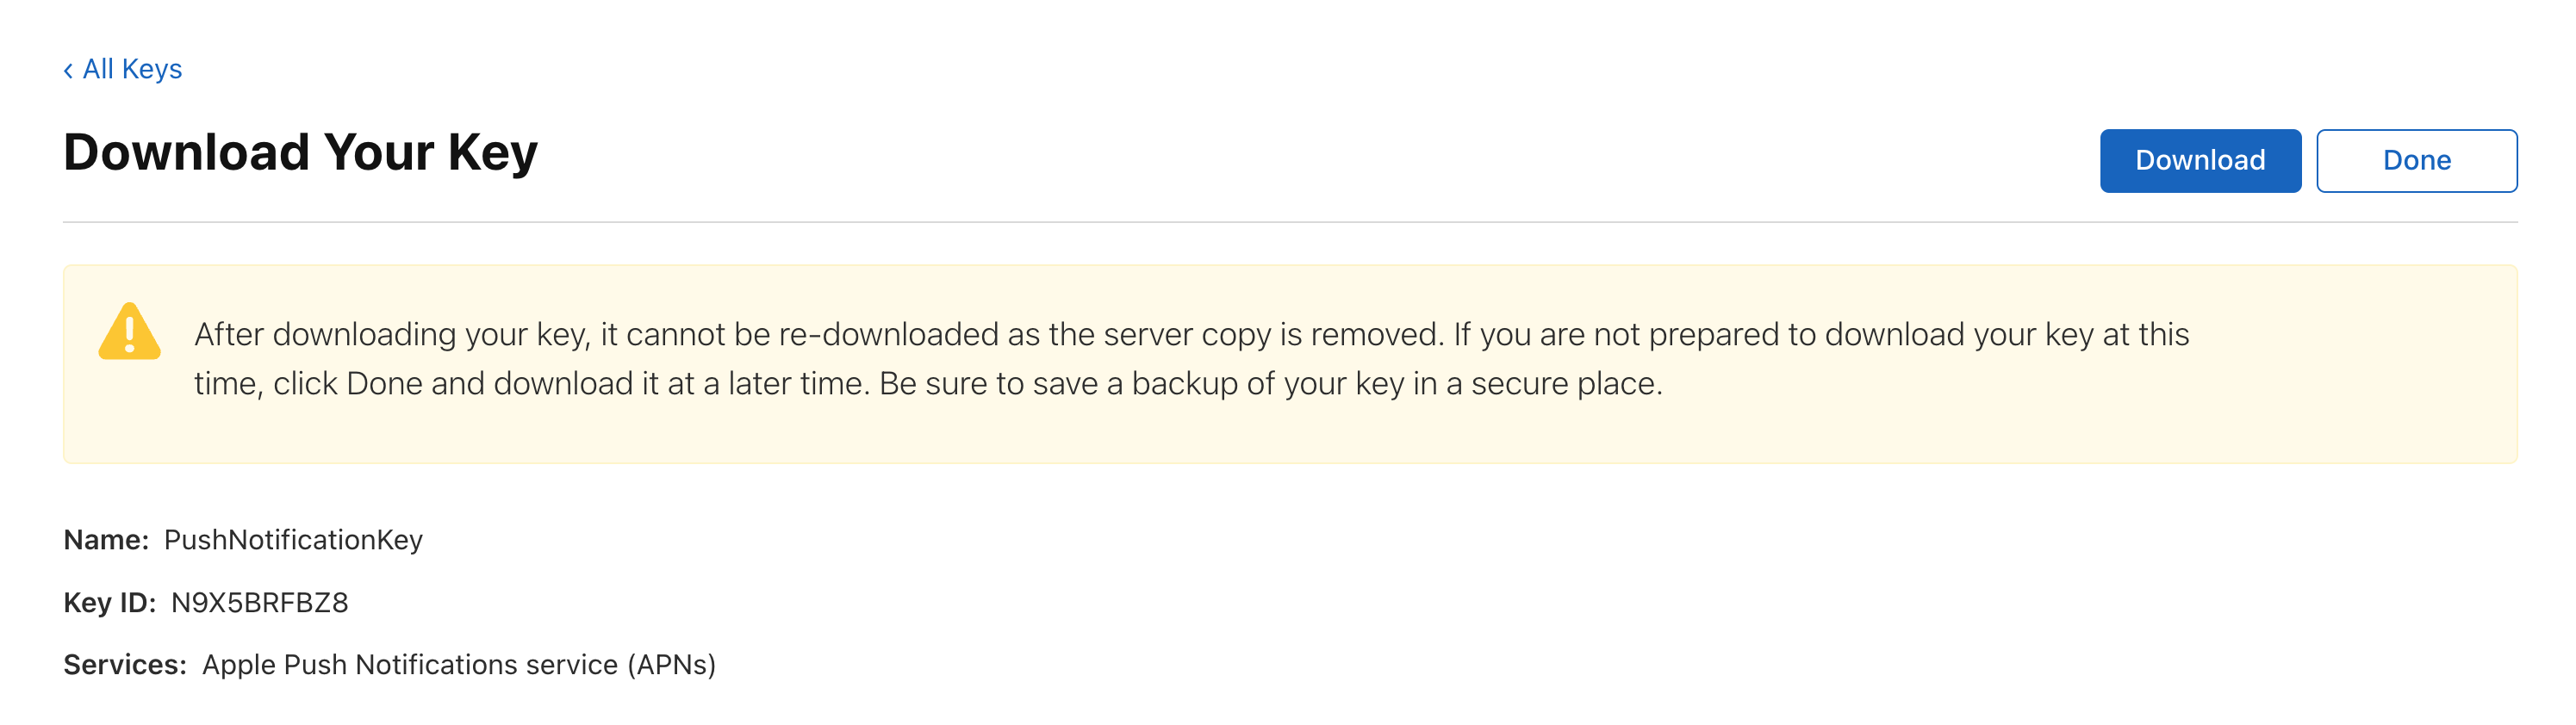 ‹ All Keys
Download Your Key
Download
Done
After downloading your key, it cannot be re-downloaded as the server copy is removed. If you are not prepared to download your key at this
time, click Done and download it at a later time. Be sure to save a backup of your key in a secure place.
Name: PushNotificationKey
Key ID: N9X5BRFBZ8
Services: Apple Push Notifications service (APNs)